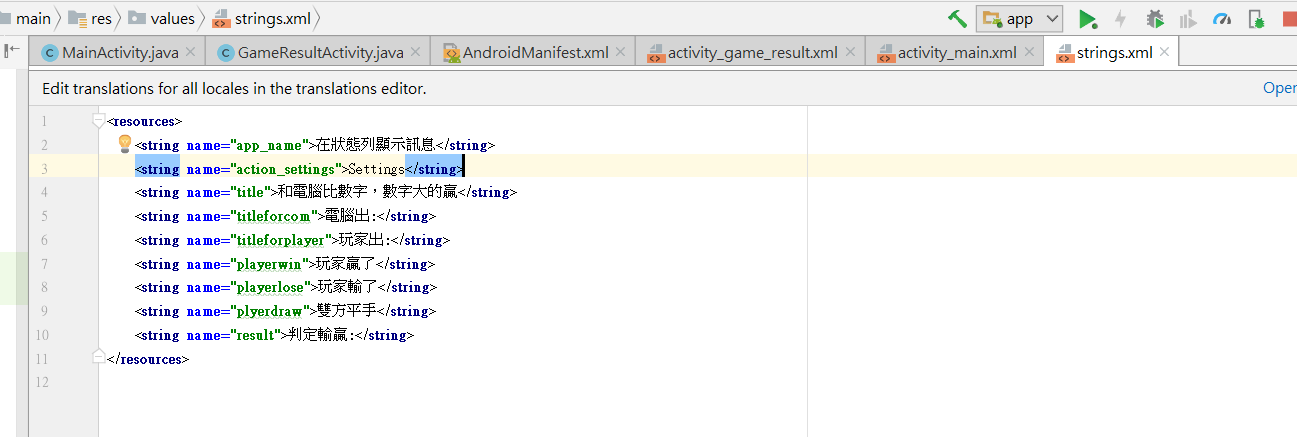 main res values strings.xml app
MainActivity.java GameResultActivity.java AndroidManifest.xml activity_game_result.xml activity_main.xml strings.xml
Edit translations for all locales in the translations editor. Open
1 <resources>
2 <string name="app_name">在狀態列顯示訊息</string>
3 <string name="action_settings">Settings</string>
4 <string name="title">和電腦比數字，數字大的贏</string>
5 <string name="titleforcom">電腦出:</string>
6 <string name="titleforplayer">玩家出:</string>
7 <string name="playerwin">玩家贏了</string>
8 <string name="playerlose">玩家輸了</string>
9 <string name="plyerdraw">雙方平手</string>
10 <string name="result">判定輸贏:</string>
11 </resources>
12